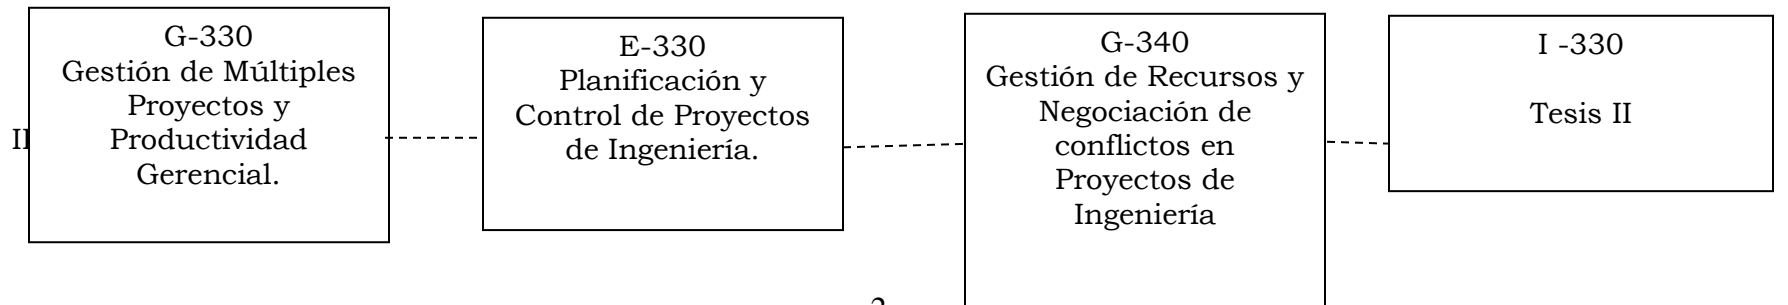 G-330
Gestión de Múltiples
Proyectos y
Productividad
Gerencial.
E-330
Planificación y
Control de Proyectos
de Ingeniería.
G-340
Gestión de Recursos y
Negociación de
conflictos en
Proyectos de
Ingeniería
I -330
Tesis II